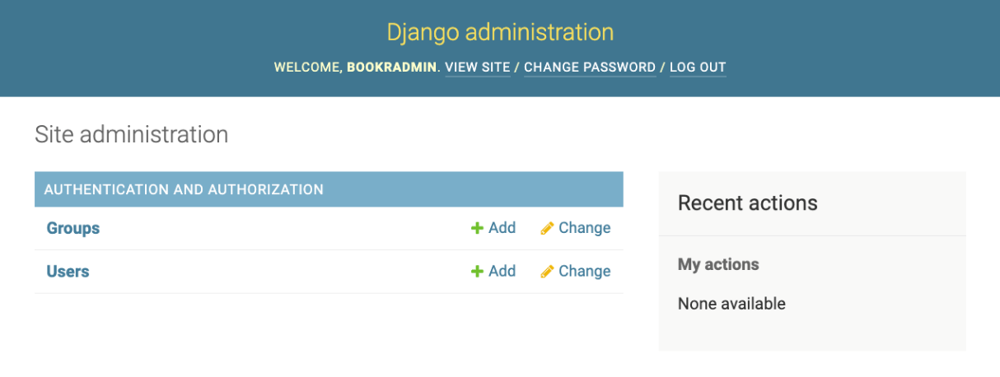 Django administration
WELCOME, BOOKRADMIN. VIEW SITE / CHANGE PASSWORD / LOG OUT
Site administration
AUTHENTICATION AND AUTHORIZATION
Groups Add Change
Users Add Change
Recent actions
My actions
None available